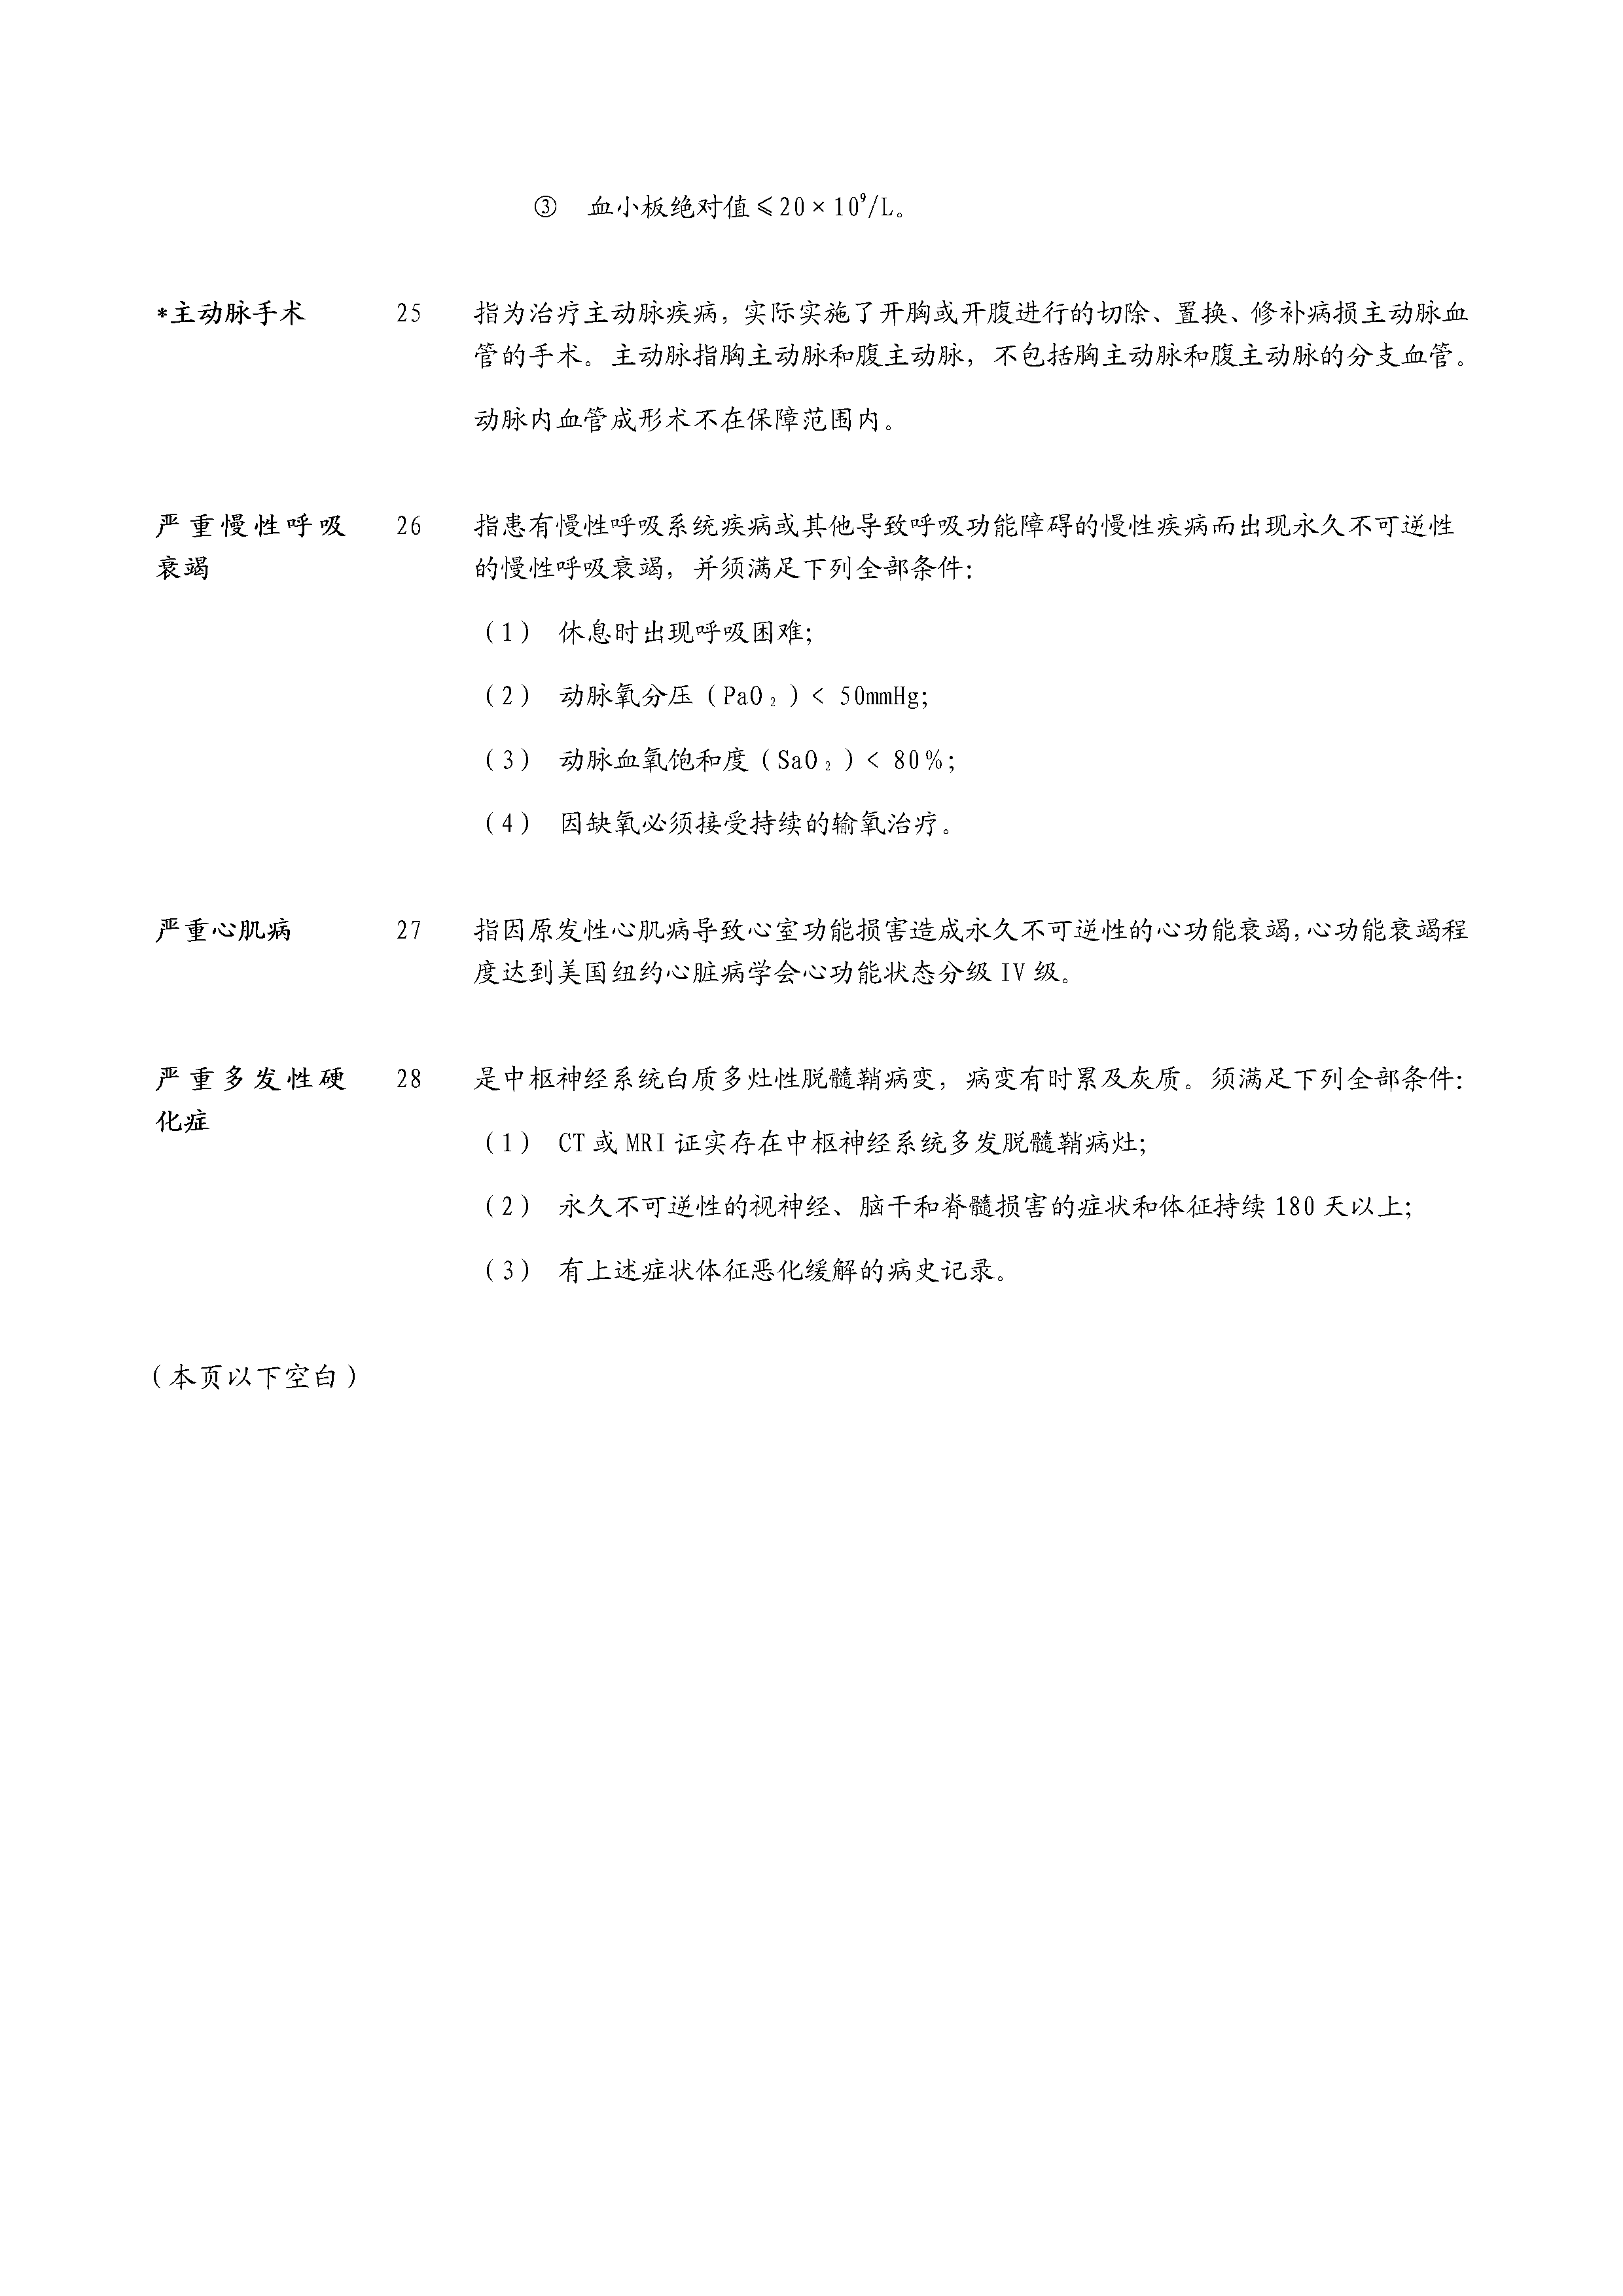 ③ 血小板绝对值≤20×10⁹/L。
*主动脉手术 25 指为治疗主动脉疾病，实际实施了开胸或开腹进行的切除、置换、修补病损主动脉血
管的手术。主动脉指胸主动脉和腹主动脉，不包括胸主动脉和腹主动脉的分支血管。
动脉内血管成形术不在保障范围内。
严重慢性呼吸 26 指患有慢性呼吸系统疾病或其他导致呼吸功能障碍的慢性疾病而出现永久不可逆性
衰竭 的慢性呼吸衰竭，并须满足下列全部条件：
（1） 休息时出现呼吸困难；
（2） 动脉氧分压（PaO₂）< 50mmHg；
（3） 动脉血氧饱和度（SaO₂）< 80%；
（4） 因缺氧必须接受持续的输氧治疗。
严重心肌病 27 指因原发性心肌病导致心室功能损害造成永久不可逆性的心功能衰竭，心功能衰竭程
度达到美国纽约心脏病学会心功能状态分级 IV 级。
严重多发性硬 28 是中枢神经系统白质多灶性脱髓鞘病变，病变有时累及灰质。须满足下列全部条件：
化症
（1） CT 或 MRI 证实存在中枢神经系统多发脱髓鞘病灶；
（2） 永久不可逆性的视神经、脑干和脊髓损害的症状和体征持续 180 天以上；
（3） 有上述症状体征恶化缓解的病史记录。
（本页以下空白）